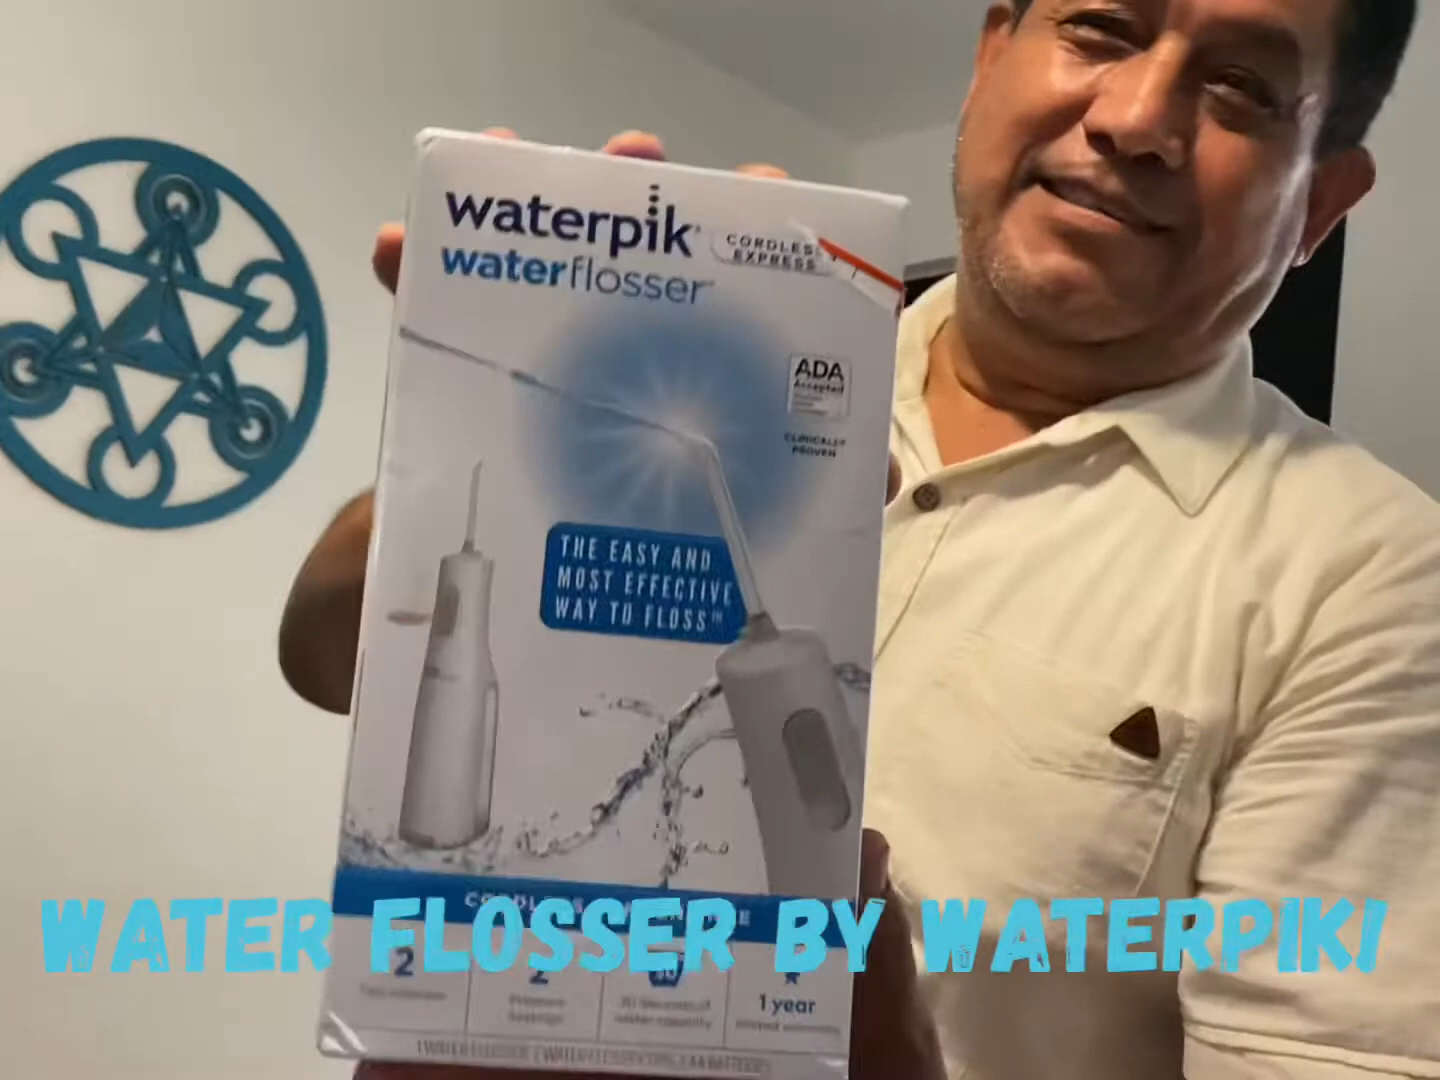 waterpik
CORDLESS
EXPRESS
waterflosser
ADA
Accepted
CLINICALLY
PROVEN
THE EASY AND
MOST EFFECTIVE
WAY TO FLOSS™
WATER FLOSSER BY WATERPIK!
2
2
1 year